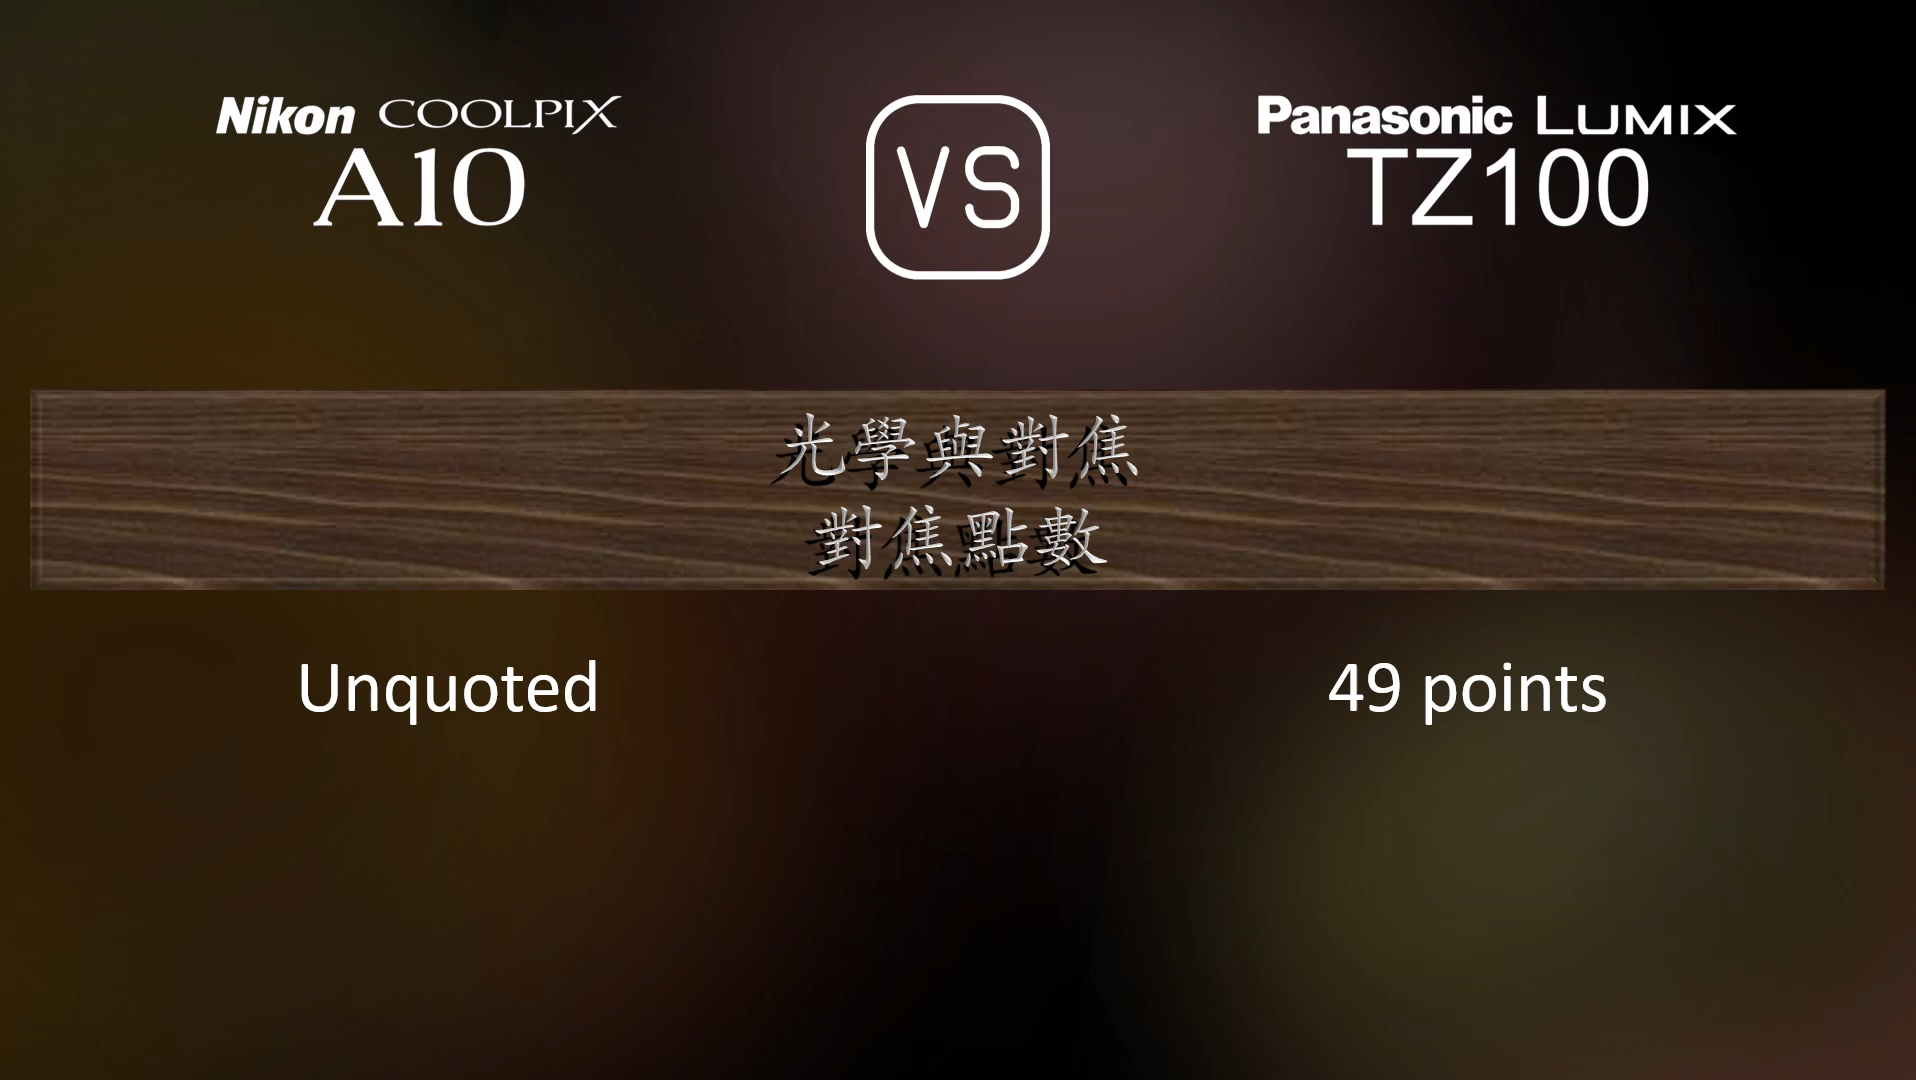 Nikon COOLPIX
A10
VS
Panasonic LUMIX
TZ100
光學與對焦
對焦點數
Unquoted
49 points